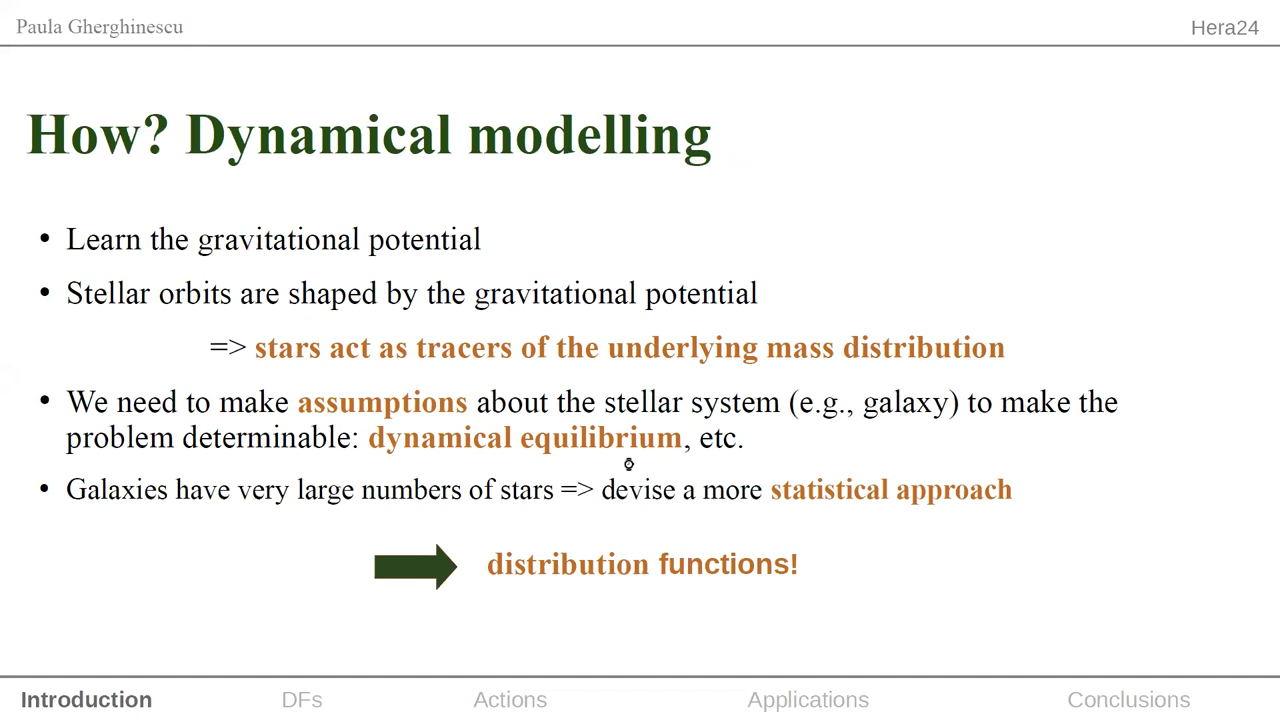 Paula Gherghinescu
Hera24
How? Dynamical modelling
• Learn the gravitational potential
• Stellar orbits are shaped by the gravitational potential
=> stars act as tracers of the underlying mass distribution
• We need to make assumptions about the stellar system (e.g., galaxy) to make the
problem determinable: dynamical equilibrium, etc.
• Galaxies have very large numbers of stars => devise a more statistical approach
distribution functions!
Introduction DFs Actions Applications Conclusions